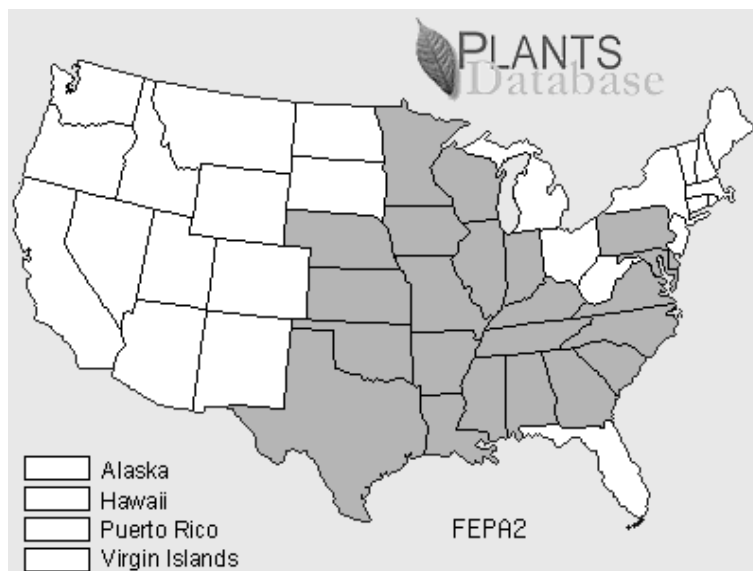 PLANTS
Database
Alaska
Hawaii
Puerto Rico
Virgin Islands
FEPA2